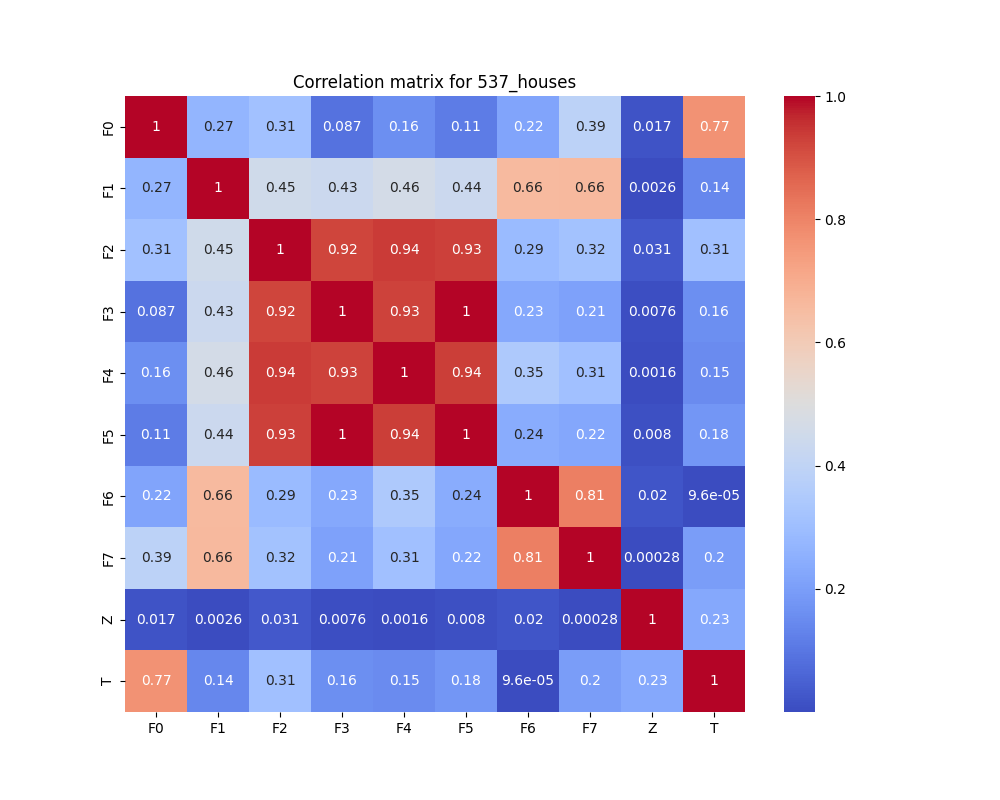 Correlation matrix for 537_houses
F0 1 0.27 0.31 0.087 0.16 0.11 0.22 0.39 0.017 0.77
F1 0.27 1 0.45 0.43 0.46 0.44 0.66 0.66 0.0026 0.14
F2 0.31 0.45 1 0.92 0.94 0.93 0.29 0.32 0.031 0.31
F3 0.087 0.43 0.92 1 0.93 1 0.23 0.21 0.0076 0.16
F4 0.16 0.46 0.94 0.93 1 0.94 0.35 0.31 0.0016 0.15
F5 0.11 0.44 0.93 1 0.94 1 0.24 0.22 0.008 0.18
F6 0.22 0.66 0.29 0.23 0.35 0.24 1 0.81 0.02 9.6e-05
F7 0.39 0.66 0.32 0.21 0.31 0.22 0.81 1 0.00028 0.2
Z 0.017 0.0026 0.031 0.0076 0.0016 0.008 0.02 0.00028 1 0.23
T 0.77 0.14 0.31 0.16 0.15 0.18 9.6e-05 0.2 0.23 1
F0 F1 F2 F3 F4 F5 F6 F7 Z T
1.0
0.8
0.6
0.4
0.2